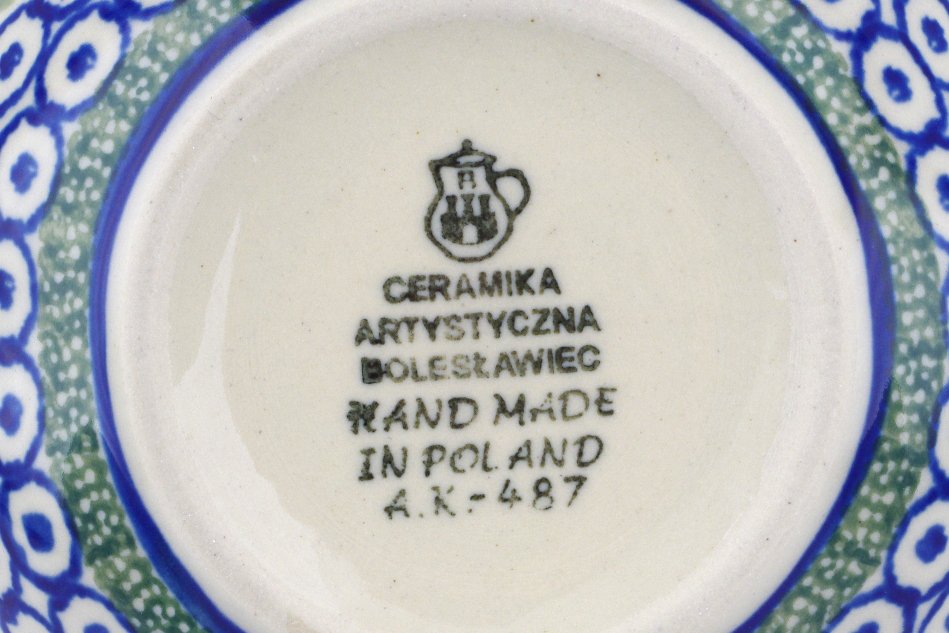 CERAMIKA
ARTYSTYCZNA
BOLESŁAWIEC
HAND MADE
IN POLAND
A.K.-487